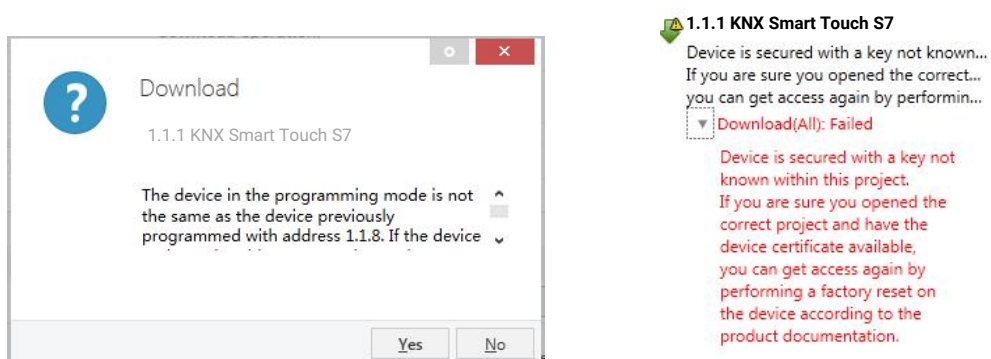 Download
1.1.1 KNX Smart Touch S7
The device in the programming mode is not
the same as the device previously
programmed with address 1.1.8. If the device
Yes
No
1.1.1 KNX Smart Touch S7
Device is secured with a key not known...
If you are sure you opened the correct...
you can get access again by performin...
Download(All): Failed
Device is secured with a key not
known within this project.
If you are sure you opened the
correct project and have the
device certificate available,
you can get access again by
performing a factory reset on
the device according to the
product documentation.